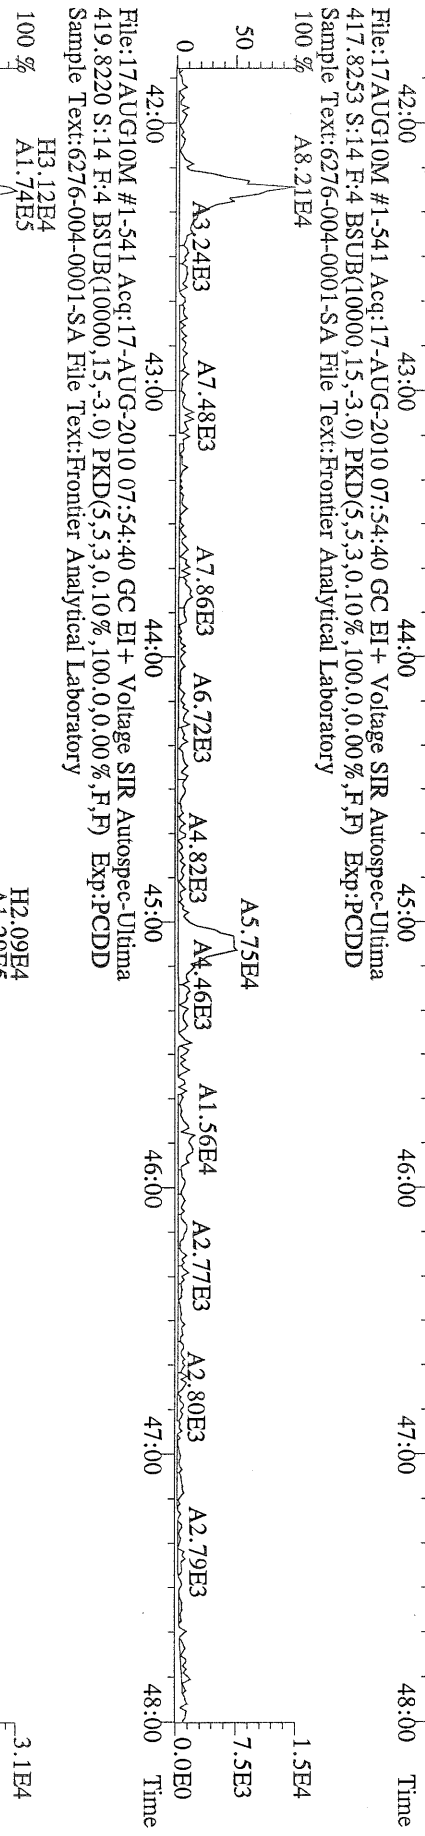 42:00 43:00 44:00 45:00 46:00 47:00 48:00 Time
File:17AUG10M #1-541 Acq:17-AUG-2010 07:54:40 GC EI+ Voltage SIR Autospec-Ultima
417.8253 S:14 F:4 BSUB(10000,15,-3.0) PKD(5,5,3,0.10%,100.0,0.00%,F,F) Exp:PCDD
Sample Text:6276-004-0001-SA File Text:Frontier Analytical Laboratory
100 % A8.21E4 1.5E4
A5.75E4
50 7.5E3
A3.24E3 A7.48E3 A7.86E3 A6.72E3 A4.82E3 A4.46E3 A1.56E4 A2.77E3 A2.80E3 A2.79E3
0 0.0E0
42:00 43:00 44:00 45:00 46:00 47:00 48:00 Time
File:17AUG10M #1-541 Acq:17-AUG-2010 07:54:40 GC EI+ Voltage SIR Autospec-Ultima
419.8220 S:14 F:4 BSUB(10000,15,-3.0) PKD(5,5,3,0.10%,100.0,0.00%,F,F) Exp:PCDD
Sample Text:6276-004-0001-SA File Text:Frontier Analytical Laboratory
H3.12E4
100 % A1.74E5 H2.09E4 3.1E4